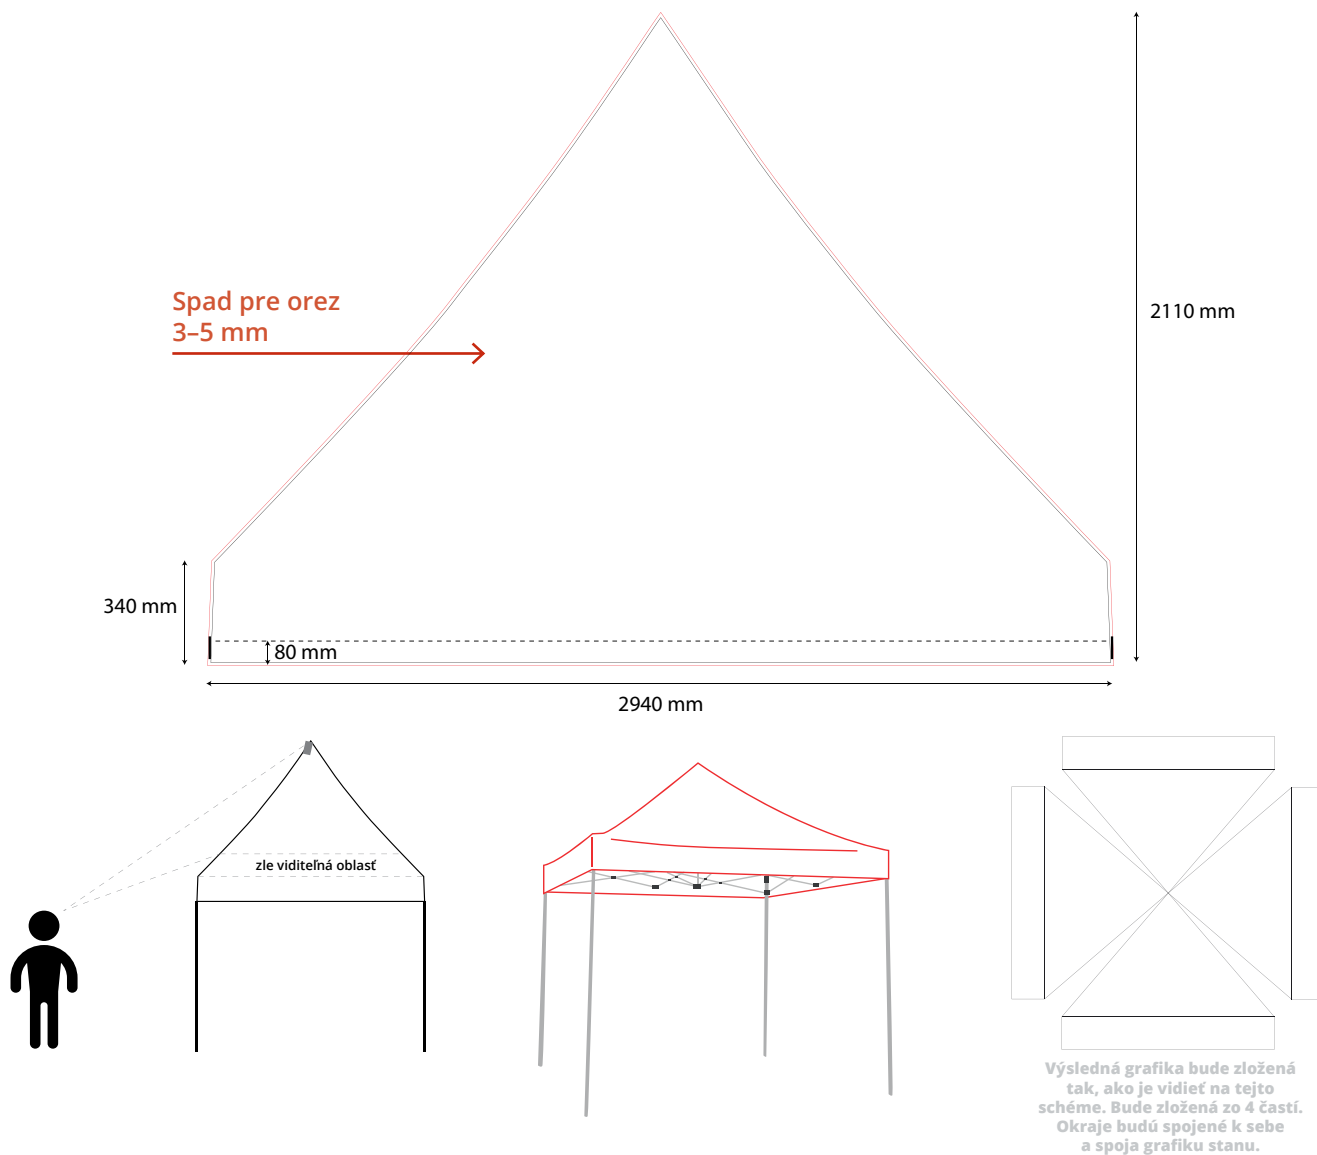 Spad pre orez
3–5 mm
2110 mm
340 mm
80 mm
2940 mm
zle viditeľná oblasť
Výsledná grafika bude zložená
tak, ako je vidieť na tejto
schéme. Bude zložená zo 4 častí.
Okraje budú spojené k sebe
a spoja grafiku stanu.